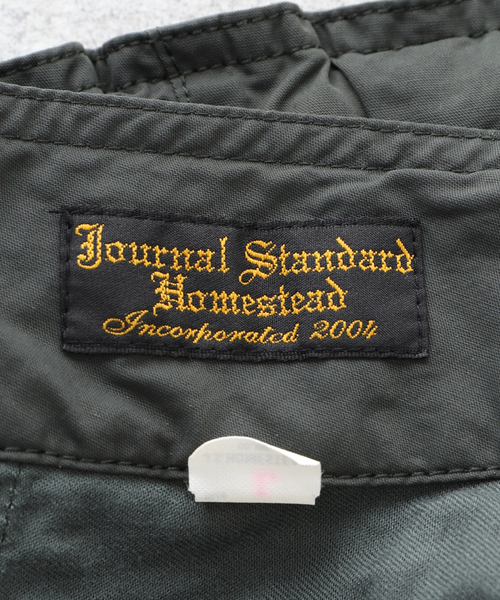 Journal Standard
Homestead
Incorporated 2004